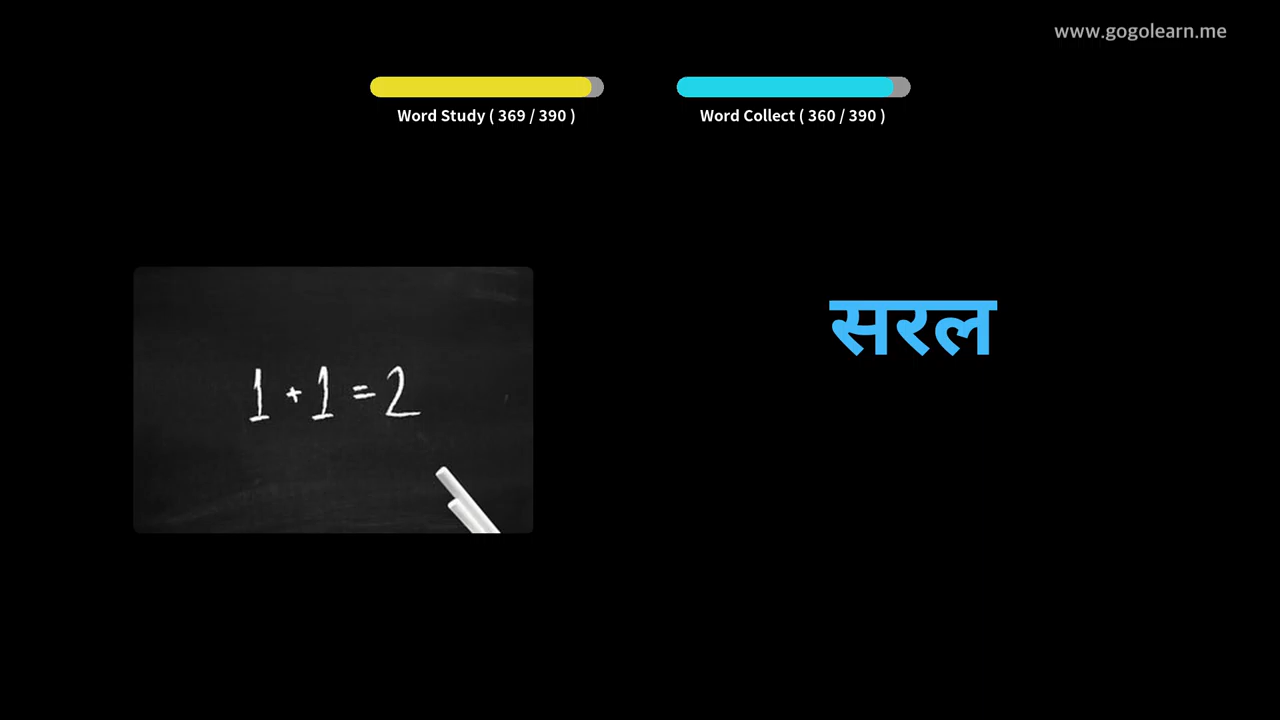 www.gogolearn.me
Word Study ( 369 / 390 )
Word Collect ( 360 / 390 )
सरल
1 + 1 = 2